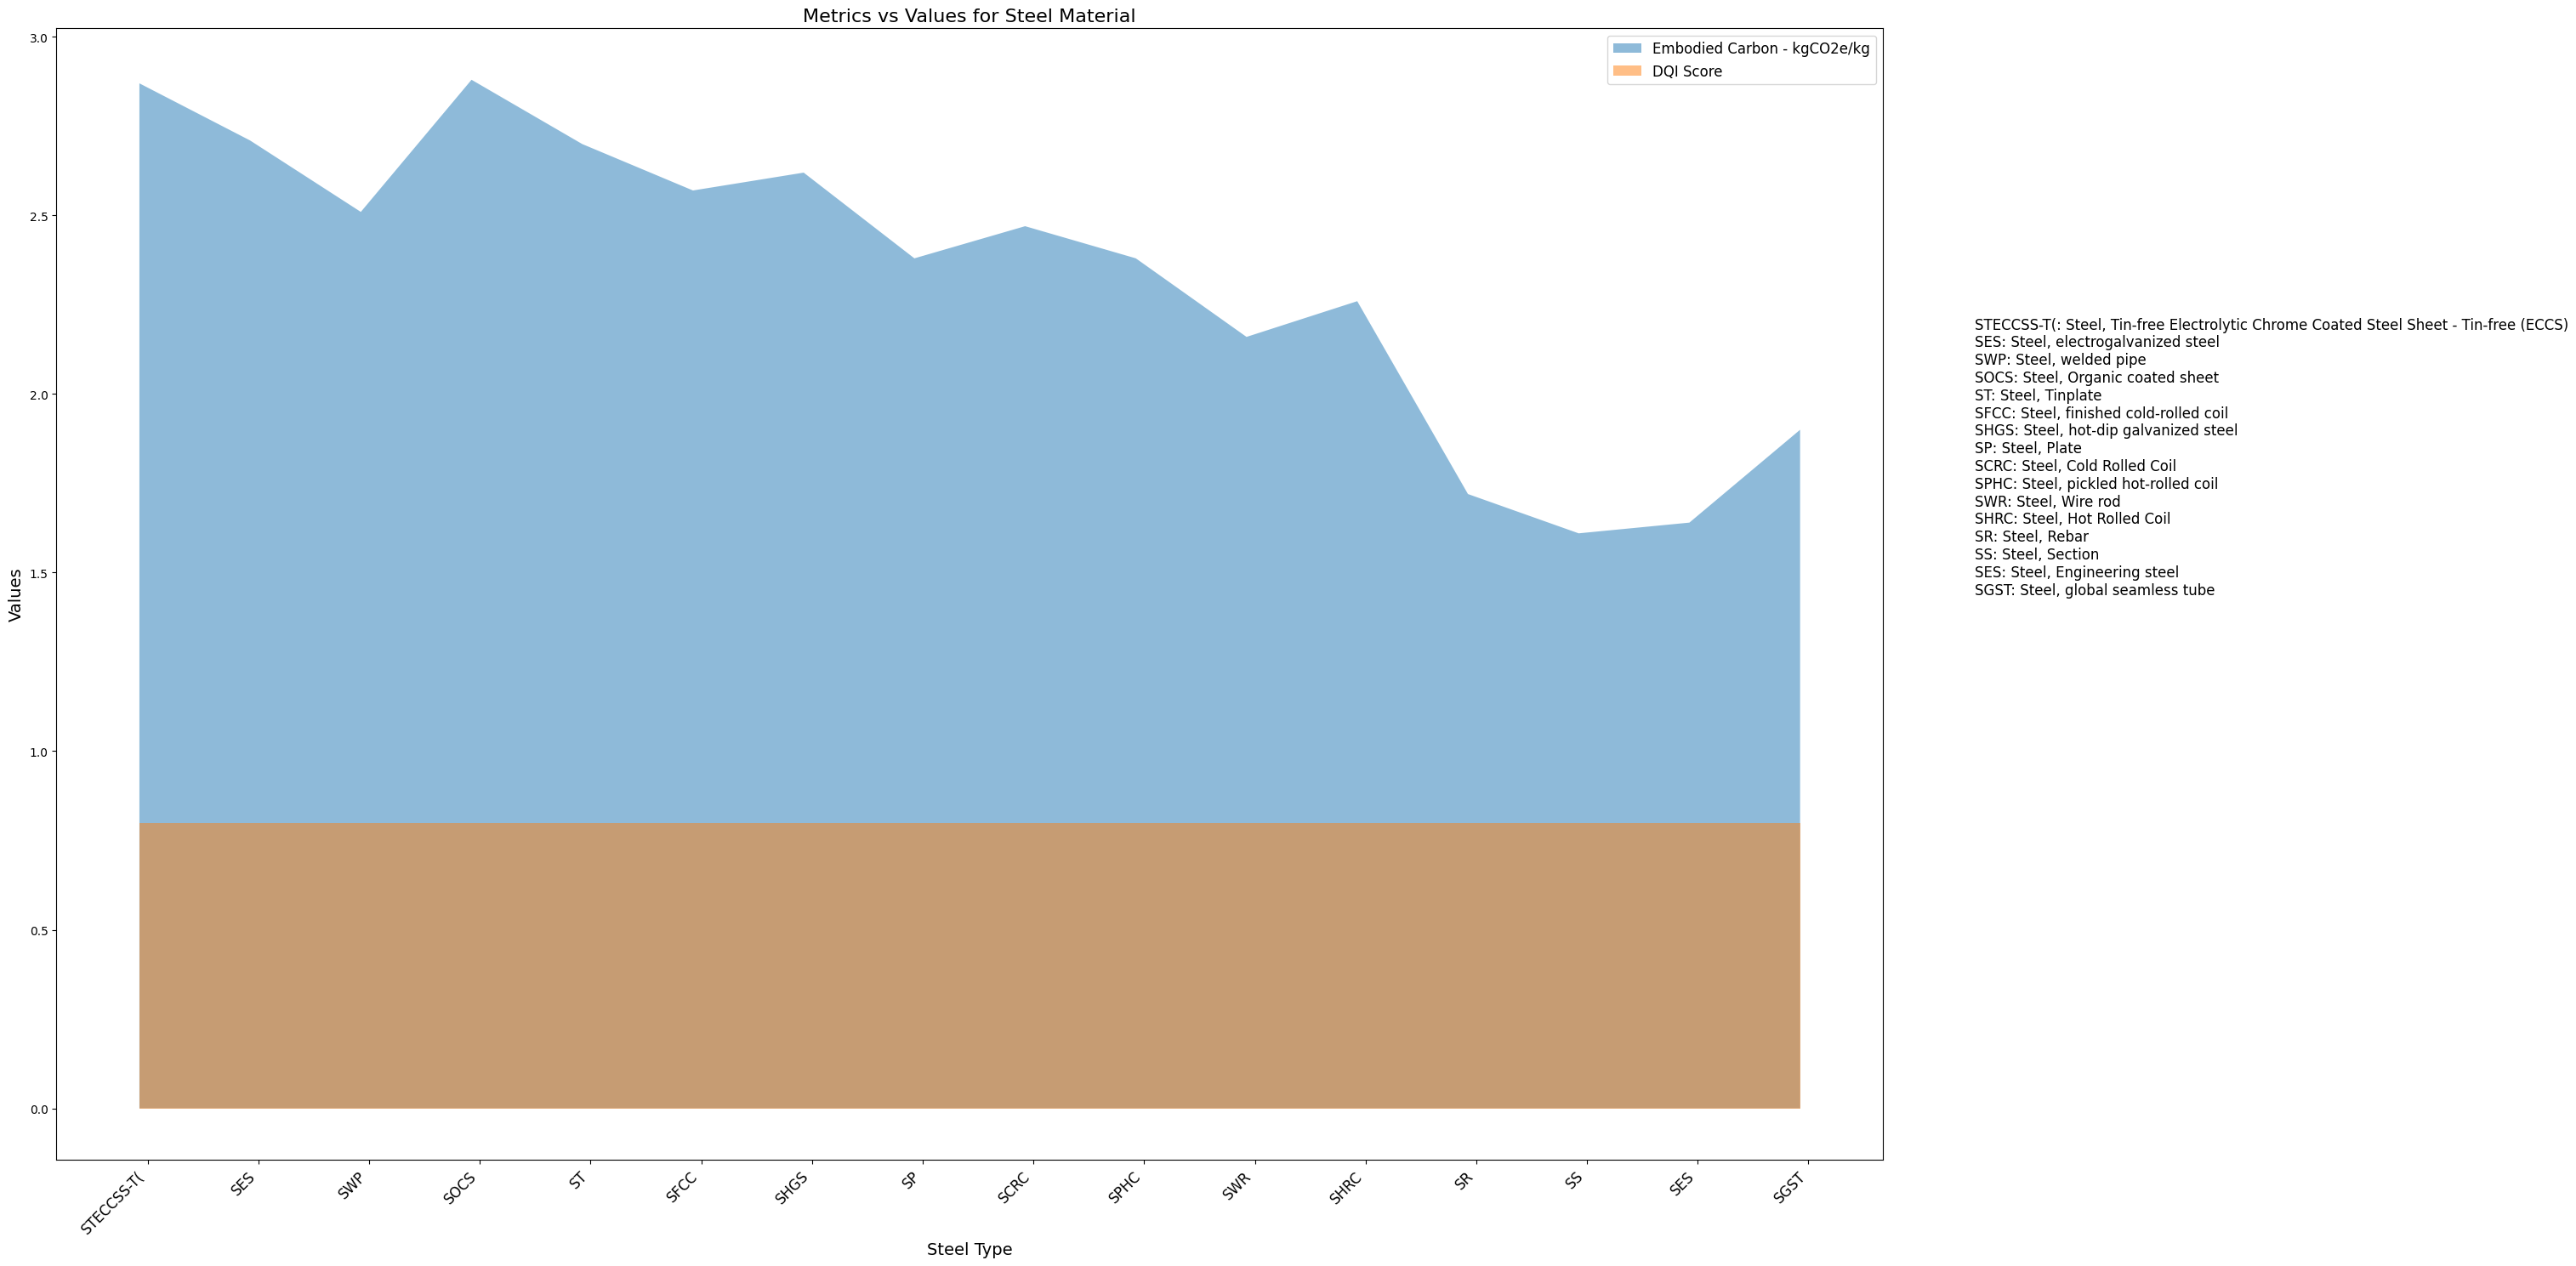 Metrics vs Values for Steel Material
Embodied Carbon - kgCO2e/kg
DQI Score
3.0
2.5
2.0
1.5
1.0
0.5
0.0
Values
STECCSS-T(
SES
SWP
SOCS
ST
SFCC
SHGS
SP
SCRC
SPHC
SWR
SHRC
SR
SS
SES
SGST
Steel Type
STECCSS-T(: Steel, Tin-free Electrolytic Chrome Coated Steel Sheet - Tin-free (ECCS)
SES: Steel, electrogalvanized steel
SWP: Steel, welded pipe
SOCS: Steel, Organic coated sheet
ST: Steel, Tinplate
SFCC: Steel, finished cold-rolled coil
SHGS: Steel, hot-dip galvanized steel
SP: Steel, Plate
SCRC: Steel, Cold Rolled Coil
SPHC: Steel, pickled hot-rolled coil
SWR: Steel, Wire rod
SHRC: Steel, Hot Rolled Coil
SR: Steel, Rebar
SS: Steel, Section
SES: Steel, Engineering steel
SGST: Steel, global seamless tube